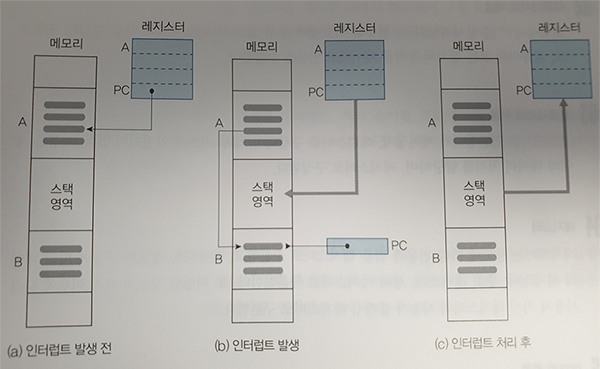 메모리
레지스터
A
PC
A
스택
영역
B
(a) 인터럽트 발생 전
메모리
레지스터
A
PC
A
스택
영역
B
PC
(b) 인터럽트 발생
메모리
레지스터
A
PC
A
스택
영역
B
(c) 인터럽트 처리 후